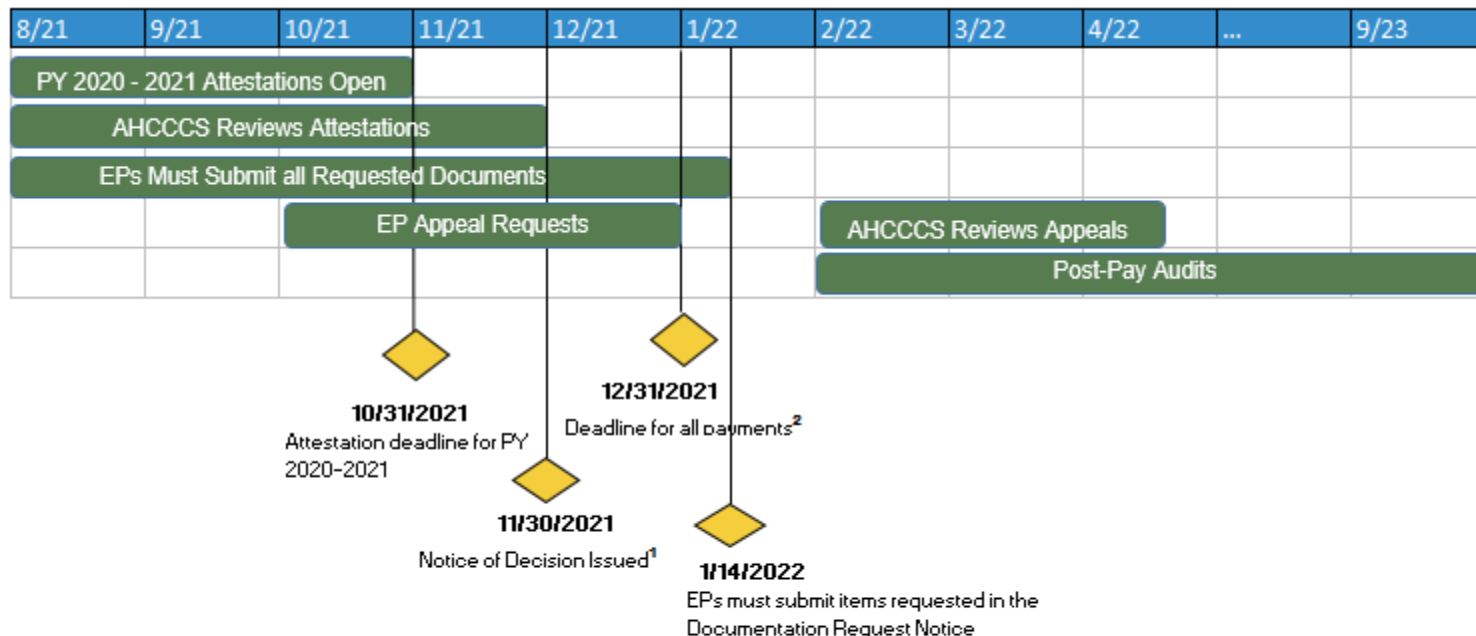 8/21 9/21 10/21 11/21 12/21 1/22 2/22 3/22 4/22 ... 9/23
PY 2020 - 2021 Attestations Open
AHCCCS Reviews Attestations
EPs Must Submit all Requested Documents
EP Appeal Requests
AHCCCS Reviews Appeals
Post-Pay Audits
10/31/2021
Attestation deadline for PY
2020-2021
12/31/2021
Deadline for all payments²
11/30/2021
Notice of Decision Issued¹
1/14/2022
EPs must submit items requested in the
Documentation Request Notice